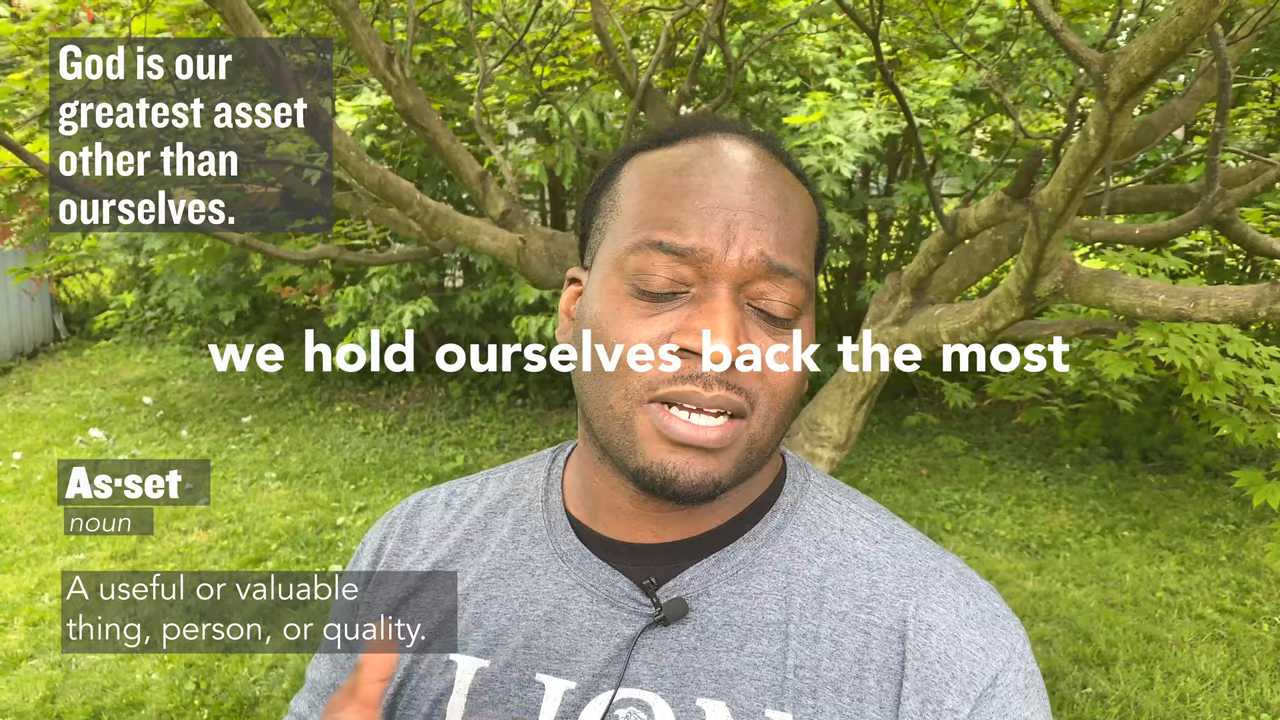 God is our
greatest asset
other than
ourselves.
we hold ourselves back the most
As·set
noun
A useful or valuable
thing, person, or quality.
LION